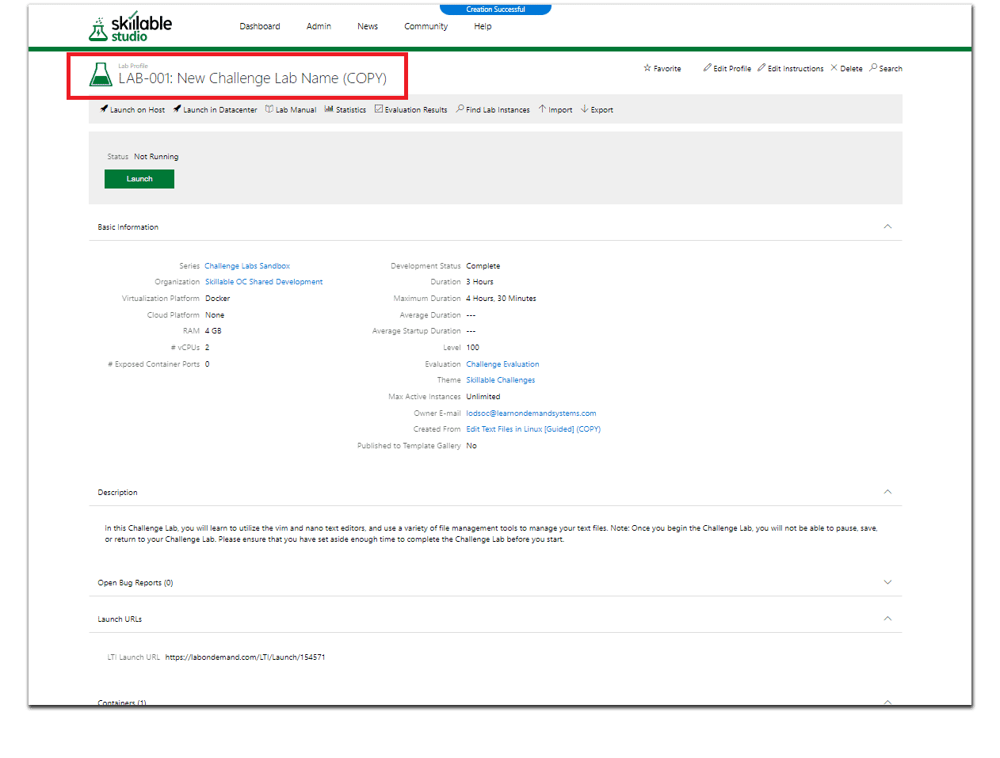 Creation Successful
skillable studio
Dashboard Admin News Community Help
Lab Profile
LAB-001: New Challenge Lab Name (COPY)
Favorite Edit Profile Edit Instructions Delete Search
Launch on Host Launch in Datacenter Lab Manual Statistics Evaluation Results Find Lab Instances Import Export
Status Not Running
Launch
Basic Information
Series Challenge Labs Sandbox
Organization Skillable OC Shared Development
Virtualization Platform Docker
Cloud Platform None
RAM 4 GB
# vCPUs 2
# Exposed Container Ports 0
Development Status Complete
Duration 3 Hours
Maximum Duration 4 Hours, 30 Minutes
Average Duration ---
Average Startup Duration ---
Level 100
Evaluation Challenge Evaluation
Theme Skillable Challenges
Max Active Instances Unlimited
Owner E-mail lodsoc@learnondemandsystems.com
Created From Edit Text Files in Linux [Guided] (COPY)
Published to Template Gallery No
Description
In this Challenge Lab, you will learn to utilize the vim and nano text editors, and use a variety of file management tools to manage your text files. Note: Once you begin the Challenge Lab, you will not be able to pause, save,
or return to your Challenge Lab. Please ensure that you have set aside enough time to complete the Challenge Lab before you start.
Open Bug Reports (0)
Launch URLs
LTI Launch URL https://labondemand.com/LTI/Launch/154571
Containers (1)